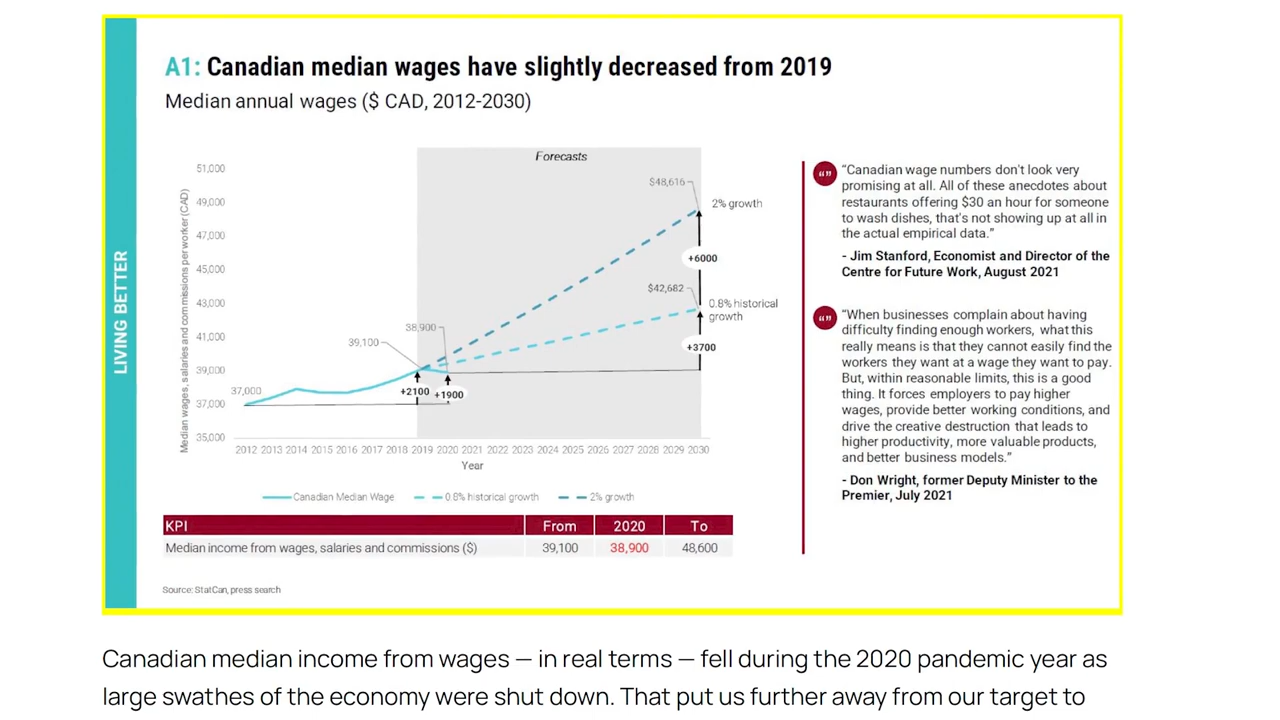 LIVING BETTER
A1: Canadian median wages have slightly decreased from 2019
Median annual wages ($ CAD, 2012-2030)
Median wages, salaries and commissions per worker (CAD)
Forecasts
51,000
49,000
47,000
45,000
43,000
41,000
39,000
37,000
35,000
$48,616
2% growth
+6000
$42,682
0.8% historical
growth
+3700
38,900
39,100
37,000
+2100
+1900
2012 2013 2014 2015 2016 2017 2018 2019 2020 2021 2022 2023 2024 2025 2026 2027 2028 2029 2030
Year
Canadian Median Wage 0.8% historical growth 2% growth
KPI From 2020 To
Median income from wages, salaries and commissions ($) 39,100 38,900 48,600
Source: StatCan, press search
“Canadian wage numbers don't look very
promising at all. All of these anecdotes about
restaurants offering $30 an hour for someone
to wash dishes, that's not showing up at all in
the actual empirical data.”
- Jim Stanford, Economist and Director of the
Centre for Future Work, August 2021
“When businesses complain about having
difficulty finding enough workers, what this
really means is that they cannot easily find the
workers they want at a wage they want to pay.
But, within reasonable limits, this is a good
thing. It forces employers to pay higher
wages, provide better working conditions, and
drive the creative destruction that leads to
higher productivity, more valuable products,
and better business models.”
- Don Wright, former Deputy Minister to the
Premier, July 2021
Canadian median income from wages — in real terms — fell during the 2020 pandemic year as
large swathes of the economy were shut down. That put us further away from our target to